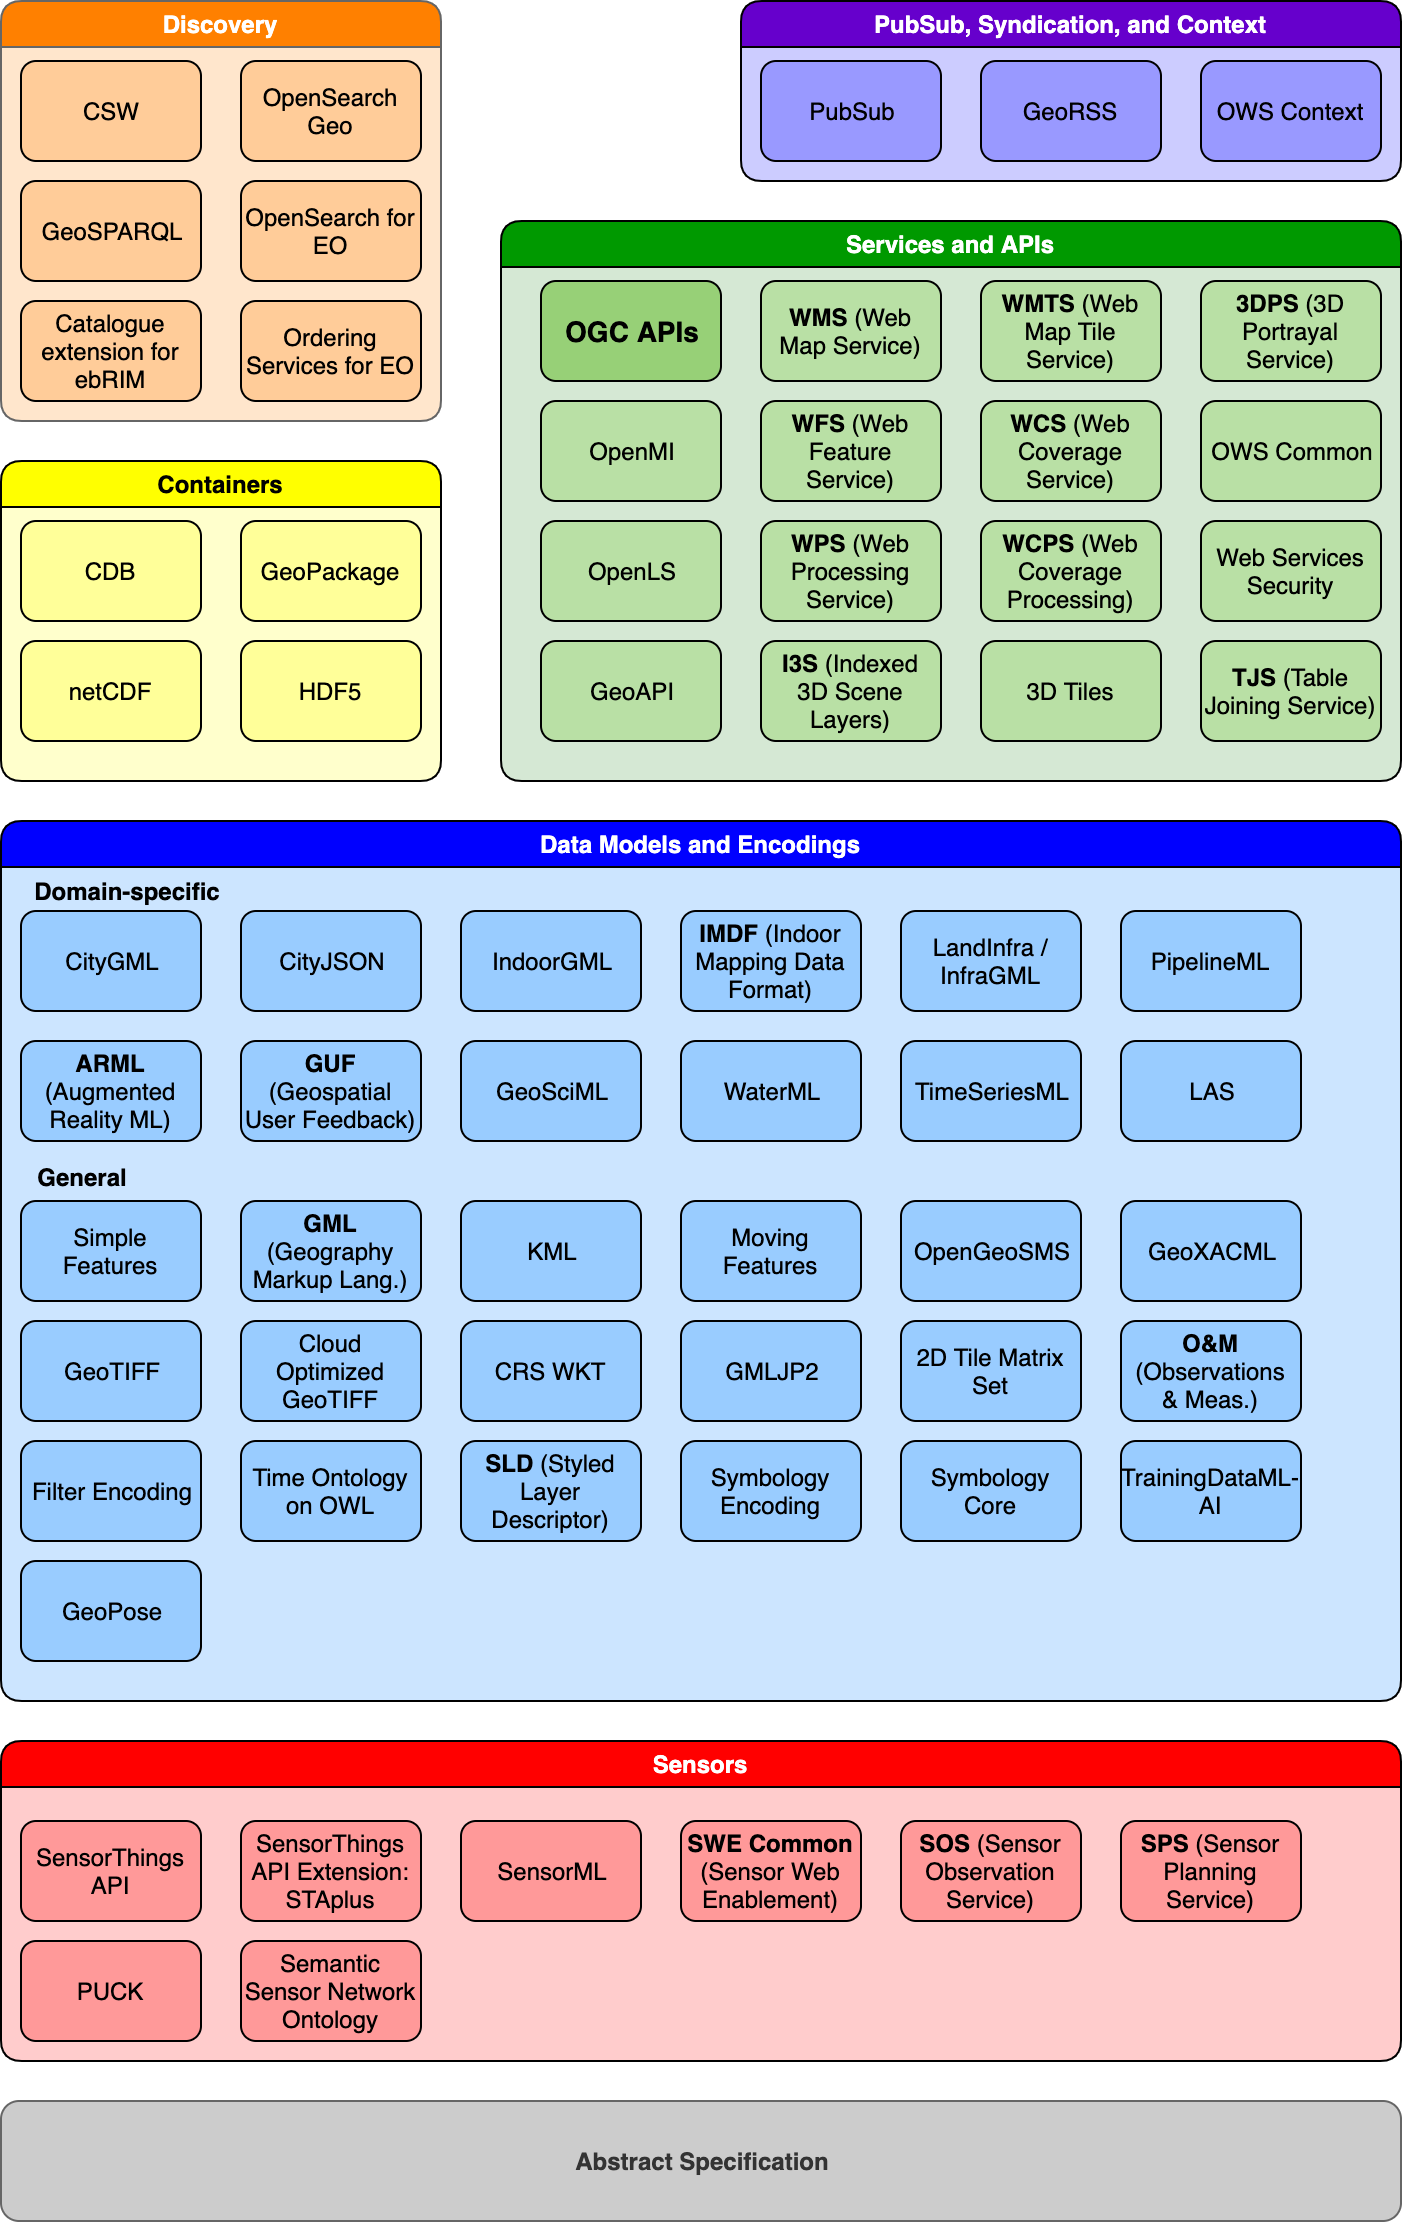 Discovery
CSW
OpenSearch
Geo
GeoSPARQL
OpenSearch for
EO
Catalogue
extension for
ebRIM
Ordering
Services for EO
PubSub, Syndication, and Context
PubSub
GeoRSS
OWS Context
Services and APIs
OGC APIs
WMS (Web
Map Service)
WMTS (Web
Map Tile
Service)
3DPS (3D
Portrayal
Service)
OpenMI
WFS (Web
Feature
Service)
WCS (Web
Coverage
Service)
OWS Common
OpenLS
WPS (Web
Processing
Service)
WCPS (Web
Coverage
Processing)
Web Services
Security
GeoAPI
I3S (Indexed
3D Scene
Layers)
3D Tiles
TJS (Table
Joining Service)
Containers
CDB
GeoPackage
netCDF
HDF5
Data Models and Encodings
Domain-specific
CityGML
CityJSON
IndoorGML
IMDF (Indoor
Mapping Data
Format)
LandInfra /
InfraGML
PipelineML
ARML
(Augmented
Reality ML)
GUF
(Geospatial
User Feedback)
GeoSciML
WaterML
TimeSeriesML
LAS
General
Simple
Features
GML
(Geography
Markup Lang.)
KML
Moving
Features
OpenGeoSMS
GeoXACML
GeoTIFF
Cloud
Optimized
GeoTIFF
CRS WKT
GMLJP2
2D Tile Matrix
Set
O&M
(Observations
& Meas.)
Filter Encoding
Time Ontology
on OWL
SLD (Styled
Layer
Descriptor)
Symbology
Encoding
Symbology
Core
TrainingDataML-
AI
GeoPose
Sensors
SensorThings
API
SensorThings
API Extension:
STAplus
SensorML
SWE Common
(Sensor Web
Enablement)
SOS (Sensor
Observation
Service)
SPS (Sensor
Planning
Service)
PUCK
Semantic
Sensor Network
Ontology
Abstract Specification